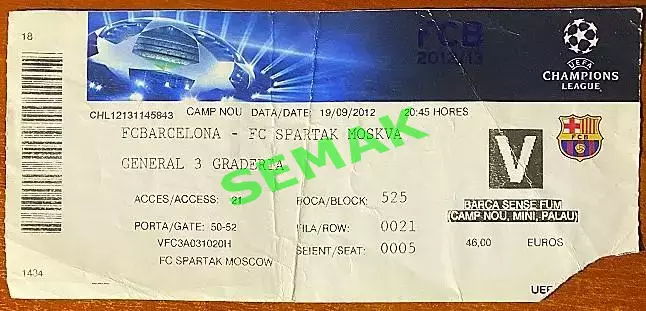 18
FCB
2012/13
UEFA
CHAMPIONS
LEAGUE
CHL12131145843 CAMP NOU DATA/DATE: 19/09/2012 20:45 HORES
FCBARCELONA - FC SPARTAK MOSKVA
GENERAL 3 GRADERIA
V
SEMAK
ACCES/ACCESS: 21 BOCA/BLOCK: 525
BARÇA SENSE FUM
(CAMP NOU, MINI, PALAU)
PORTA/GATE: 50-52 FILA/ROW: 0021
VFC3A031020H SEIENT/SEAT: 0005
46,00 EUROS
FC SPARTAK MOSCOW
1434
UEF